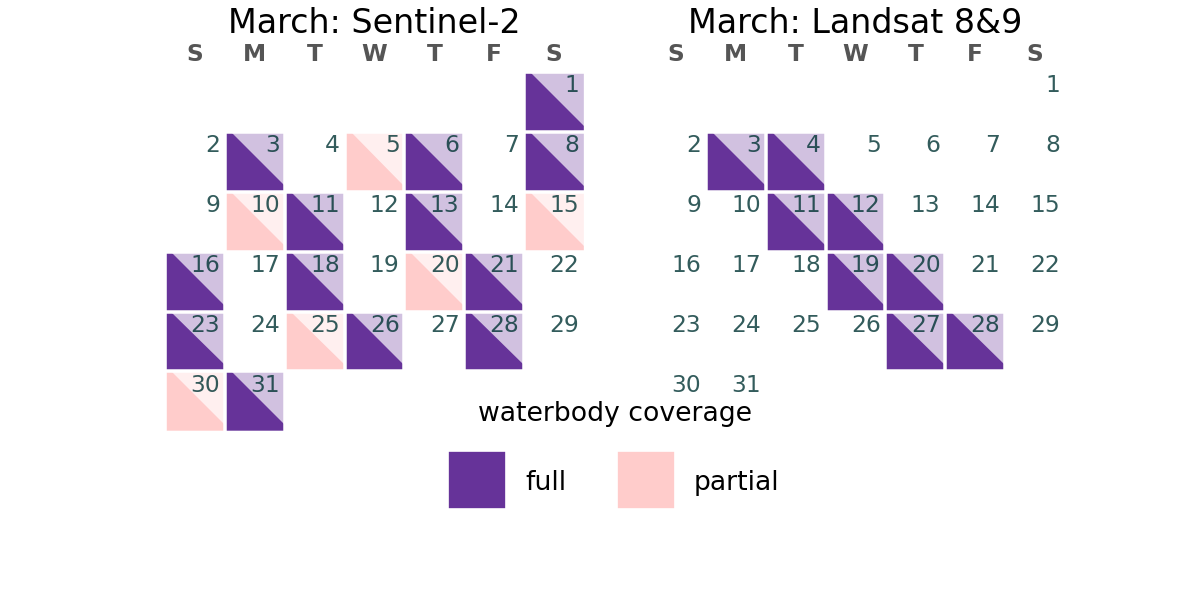 March: Sentinel-2
S M T W T F S
1
2 3 4 5 6 7 8
9 10 11 12 13 14 15
16 17 18 19 20 21 22
23 24 25 26 27 28 29
30 31
March: Landsat 8&9
S M T W T F S
1
2 3 4 5 6 7 8
9 10 11 12 13 14 15
16 17 18 19 20 21 22
23 24 25 26 27 28 29
30 31
waterbody coverage
full partial